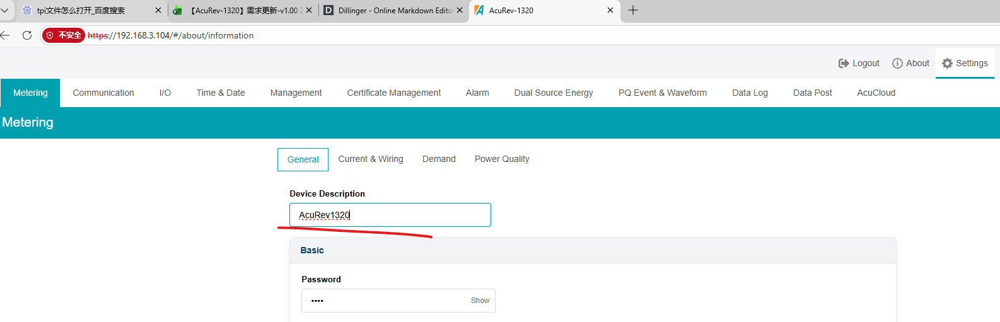 tpi文件怎么打开_百度搜索
【AcuRev-1320】需求更新-v1.00 2
Dillinger - Online Markdown Edito
AcuRev-1320
不安全 https://192.168.3.104/#/about/information
Logout About Settings
Metering Communication I/O Time & Date Management Certificate Management Alarm Dual Source Energy PQ Event & Waveform Data Log Data Post AcuCloud
Metering
General Current & Wiring Demand Power Quality
Device Description
AcuRev1320
Basic
Password
•••• Show